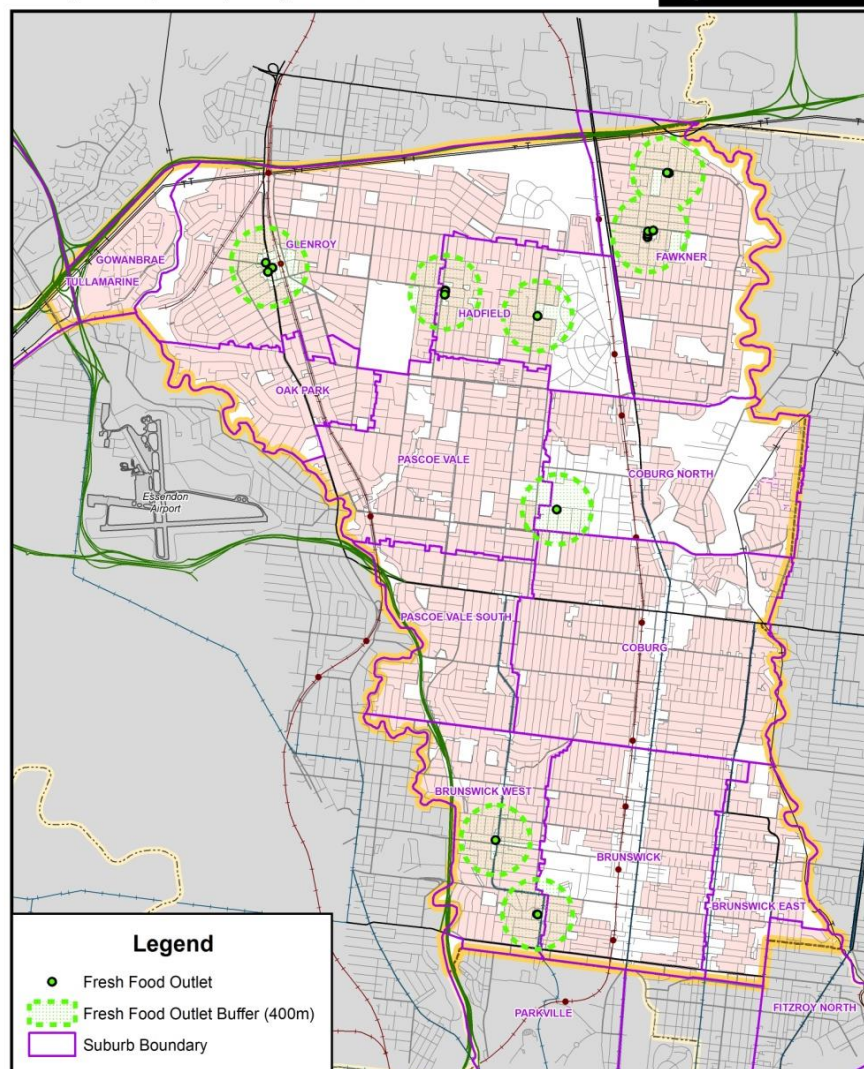 GLENROY
GOWANBRAE
TULLAMARINE
FAWKNER
HADFIELD
OAK PARK
PASCOE VALE
COBURG NORTH
Essendon
Airport
PASCOE VALE SOUTH
COBURG
BRUNSWICK WEST
BRUNSWICK
BRUNSWICK EAST
PARKVILLE
FITZROY NORTH
Legend
Fresh Food Outlet
Fresh Food Outlet Buffer (400m)
Suburb Boundary